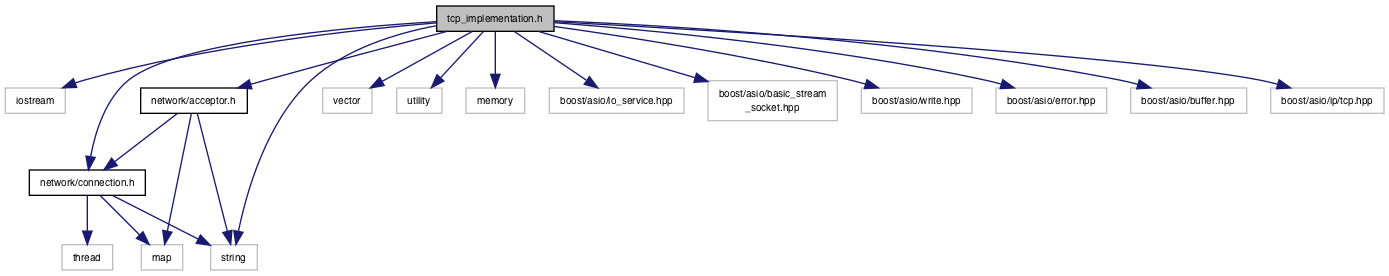 tcp_implementation.h
iostream
network/acceptor.h
vector
utility
memory
boost/asio/io_service.hpp
boost/asio/basic_stream
_socket.hpp
boost/asio/write.hpp
boost/asio/error.hpp
boost/asio/buffer.hpp
boost/asio/ip/tcp.hpp
network/connection.h
thread
map
string